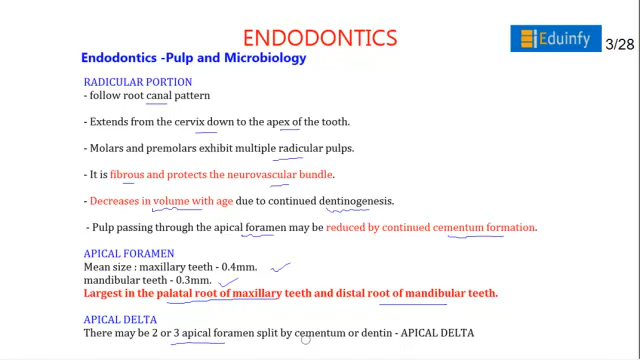 ENDODONTICS
Eduinfy
3/28
Endodontics -Pulp and Microbiology
RADICULAR PORTION
- follow root canal pattern
- Extends from the cervix down to the apex of the tooth.
- Molars and premolars exhibit multiple radicular pulps.
- It is fibrous and protects the neurovascular bundle.
- Decreases in volume with age due to continued dentinogenesis.
- Pulp passing through the apical foramen may be reduced by continued cementum formation.
APICAL FORAMEN
Mean size : maxillary teeth - 0.4mm.
mandibular teeth - 0.3mm.
Largest in the palatal root of maxillary teeth and distal root of mandibular teeth.
APICAL DELTA
There may be 2 or 3 apical foramen split by cementum or dentin - APICAL DELTA